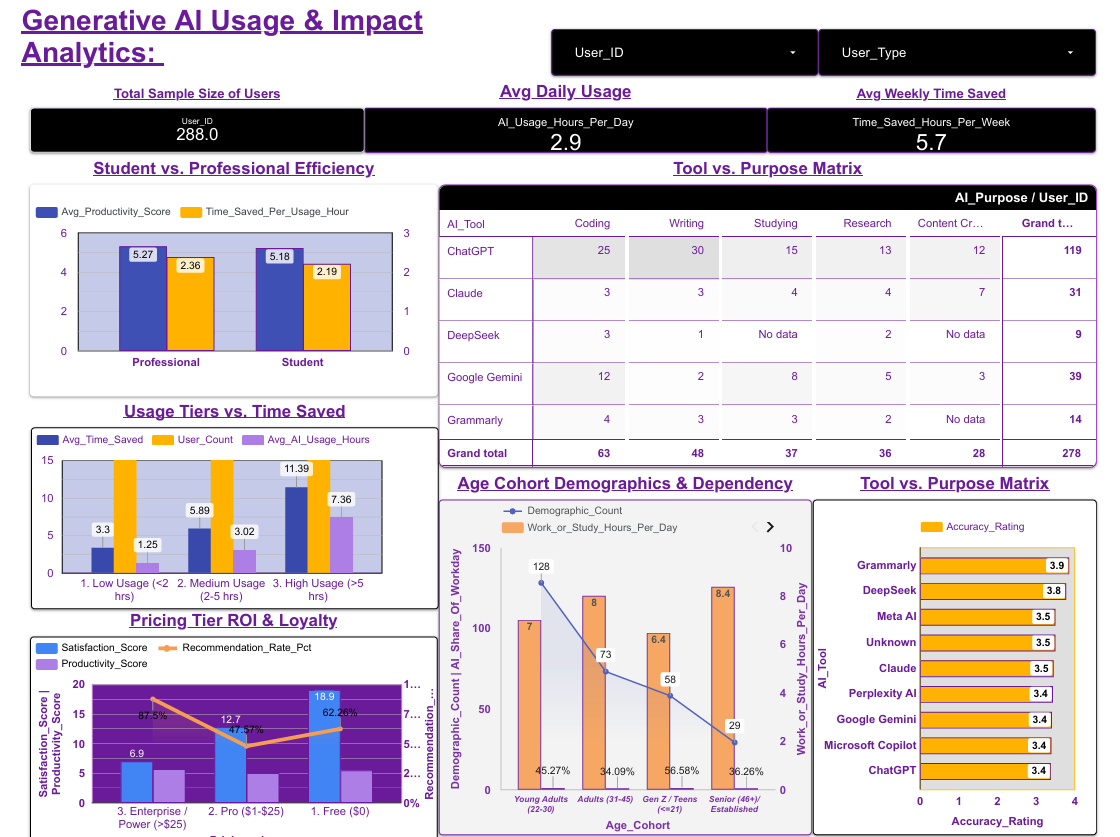 Generative AI Usage & Impact
Analytics:
User_ID
User_Type
Total Sample Size of Users
Avg Daily Usage
Avg Weekly Time Saved
User_ID
288.0
AI_Usage_Hours_Per_Day
2.9
Time_Saved_Hours_Per_Week
5.7
Student vs. Professional Efficiency
Avg_Productivity_Score Time_Saved_Per_Usage_Hour
6 3
5.27 2.36 5.18 2.19
4 2
2 1
0 0
Professional Student
Tool vs. Purpose Matrix
AI_Purpose / User_ID
AI_Tool Coding Writing Studying Research Content Cr... Grand t...
ChatGPT 25 30 15 13 12 119
Claude 3 3 4 4 7 31
DeepSeek 3 1 No data 2 No data 9
Google Gemini 12 2 8 5 3 39
Grammarly 4 3 3 2 No data 14
Grand total 63 48 37 36 28 278
Usage Tiers vs. Time Saved
Avg_Time_Saved User_Count Avg_AI_Usage_Hours
15
11.39
10
5.89 7.36
5
3.3 1.25 3.02
0
1. Low Usage (<2 2. Medium Usage 3. High Usage (>5
hrs) (2-5 hrs) hrs)
Pricing Tier ROI & Loyalty
Satisfaction_Score Recommendation_Rate_Pct
Productivity_Score
Satisfaction_Score |
Productivity_Score
20 1...
18.9
15 7...
87.5% 12.7 47.57% 62.26%
10 5...
6.9
5 2...
0 0%
Recommendation_...
3. Enterprise / 2. Pro ($1-$25) 1. Free ($0)
Power (>$25)
Age Cohort Demographics & Dependency
Demographic_Count
Work_or_Study_Hours_Per_Day
Demographic_Count | AI_Share_Of_Workday
150 10
128
7 8 6.4 8.4
8
100
73 6
58
4
50
29
2
45.27% 34.09% 56.58% 36.26%
0 0
Work_or_Study_Hours_Per_Day
Young Adults Adults (31-45) Gen Z / Teens Senior (46+)/
(22-30) (<=21) Established
Age_Cohort
Tool vs. Purpose Matrix
Accuracy_Rating
AI_Tool
Grammarly 3.9
DeepSeek 3.8
Meta AI 3.5
Unknown 3.5
Claude 3.5
Perplexity AI 3.4
Google Gemini 3.4
Microsoft Copilot 3.4
ChatGPT 3.4
0 1 2 3 4
Accuracy_Rating